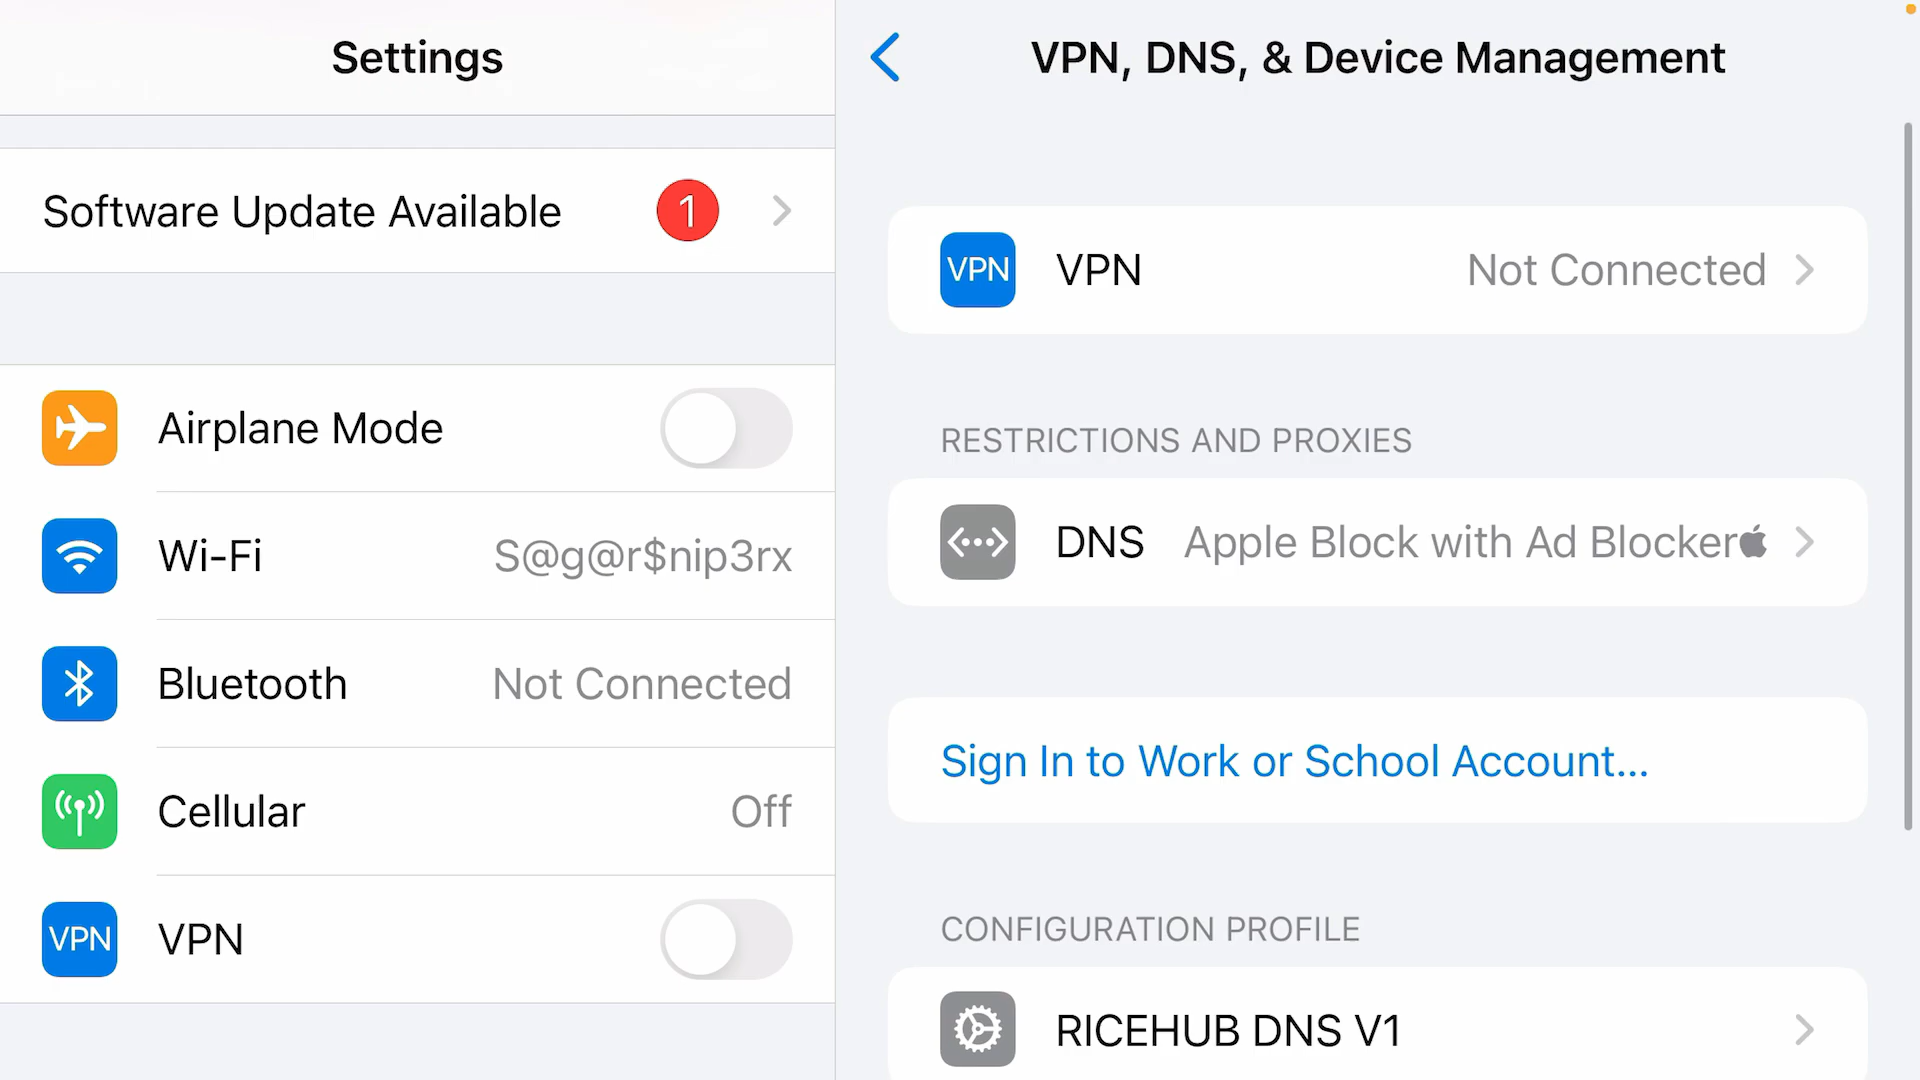 Settings
Software Update Available 1
Airplane Mode
Wi-Fi S@g@r$nip3rx
Bluetooth Not Connected
Cellular Off
VPN VPN
VPN, DNS, & Device Management
VPN VPN Not Connected
RESTRICTIONS AND PROXIES
DNS Apple Block with Ad Blocker
Sign In to Work or School Account...
CONFIGURATION PROFILE
RICEHUB DNS V1